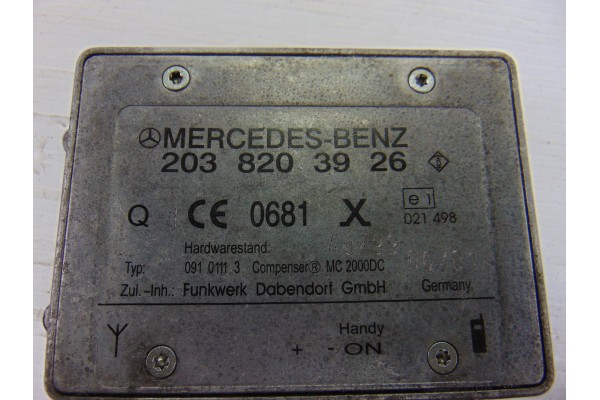 MERCEDES-BENZ
203 820 39 26
Q CE 0681 X e1
021 498
Hardwarestand:
Typ: 091 0111 3 Compenser® MC 2000DC
Zul.-Inh.: Funkwerk Dabendorf GmbH Germany
Handy
+ - ON